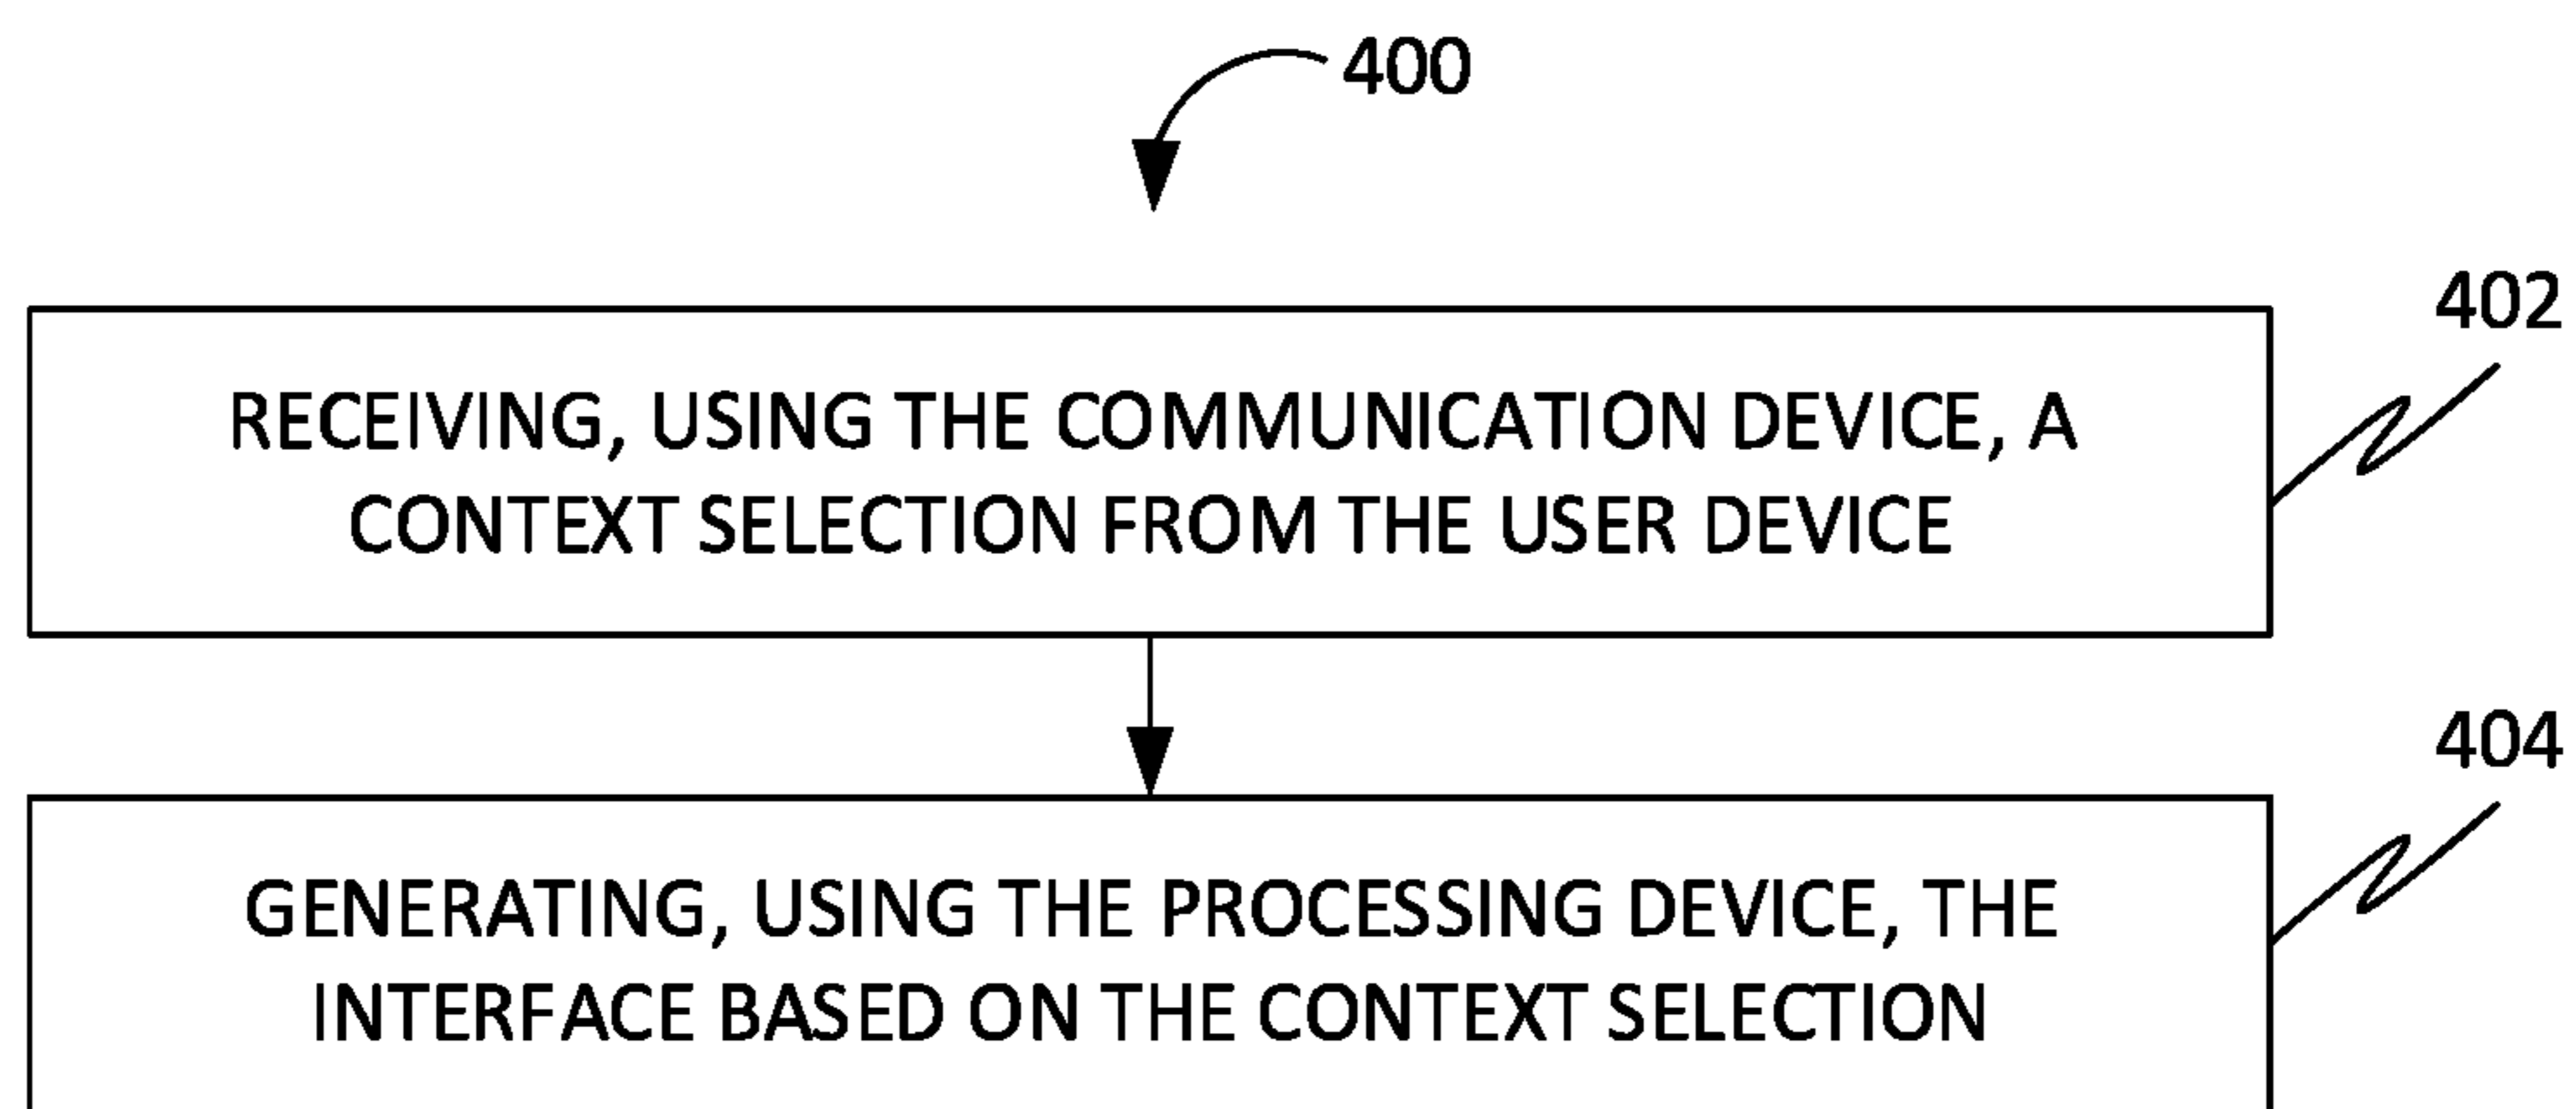 400
402
RECEIVING, USING THE COMMUNICATION DEVICE, A
CONTEXT SELECTION FROM THE USER DEVICE
404
GENERATING, USING THE PROCESSING DEVICE, THE
INTERFACE BASED ON THE CONTEXT SELECTION